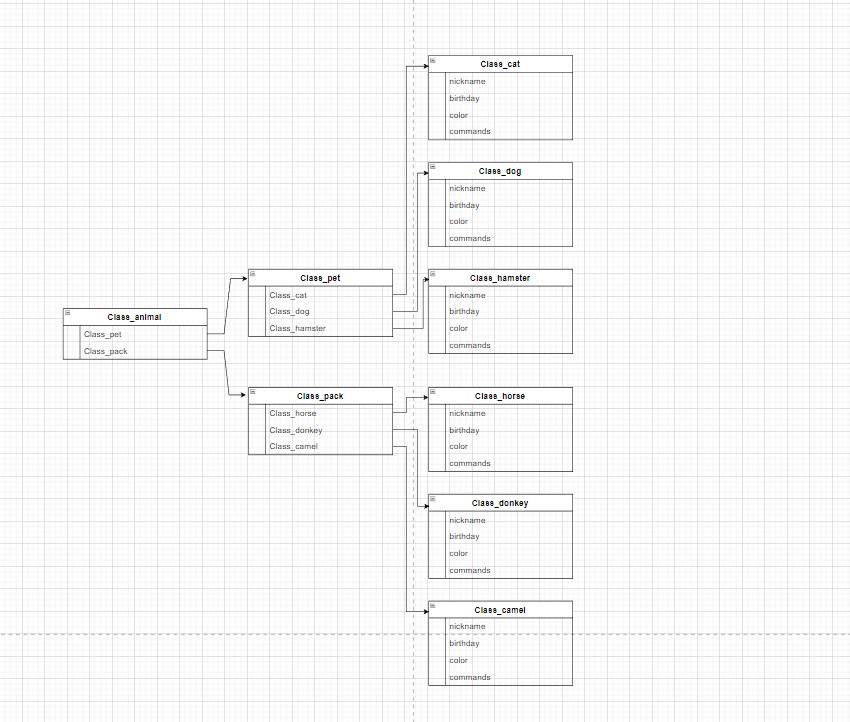 Class_animal
Class_pet
Class_pack
Class_pet
Class_cat
Class_dog
Class_hamster
Class_pack
Class_horse
Class_donkey
Class_camel
Class_cat
nickname
birthday
color
commands
Class_dog
nickname
birthday
color
commands
Class_hamster
nickname
birthday
color
commands
Class_horse
nickname
birthday
color
commands
Class_donkey
nickname
birthday
color
commands
Class_camel
nickname
birthday
color
commands